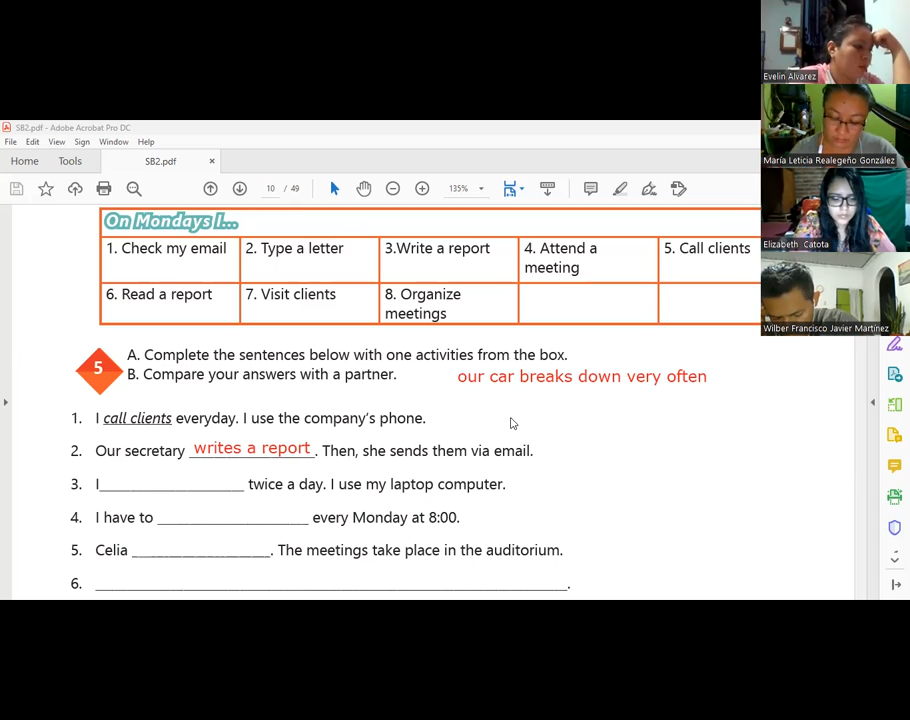 SB2.pdf - Adobe Acrobat Pro DC
File Edit View Sign Window Help
Home Tools SB2.pdf ×
10 / 49 135%
On Mondays I...
1. Check my email 2. Type a letter 3.Write a report 4. Attend a meeting 5. Call clients
6. Read a report 7. Visit clients 8. Organize meetings
5
A. Complete the sentences below with one activities from the box.
B. Compare your answers with a partner.
our car breaks down very often
1. I call clients everyday. I use the company's phone.
2. Our secretary writes a report. Then, she sends them via email.
3. I____________________ twice a day. I use my laptop computer.
4. I have to _____________________ every Monday at 8:00.
5. Celia ___________________. The meetings take place in the auditorium.
6. ____________________________________________________________________.
Evelin Alvarez
María Leticia Realegeño González
Elizabeth Catota
Wilber Francisco Javier Martínez